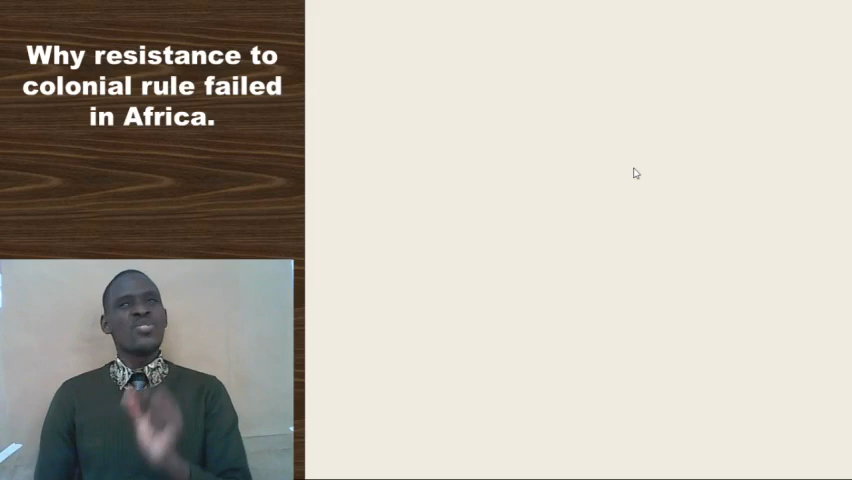 Why resistance to
colonial rule failed
in Africa.